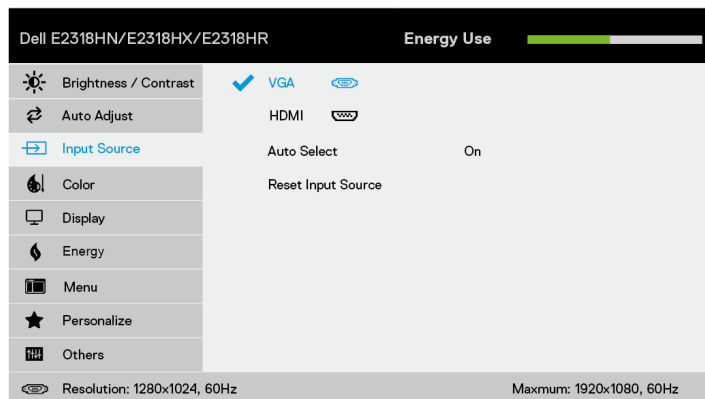 Dell E2318HN/E2318HX/E2318HR Energy Use
Brightness / Contrast VGA
Auto Adjust HDMI
Input Source Auto Select On
Color Reset Input Source
Display
Energy
Menu
Personalize
Others
Resolution: 1280x1024, 60Hz Maxmum: 1920x1080, 60Hz